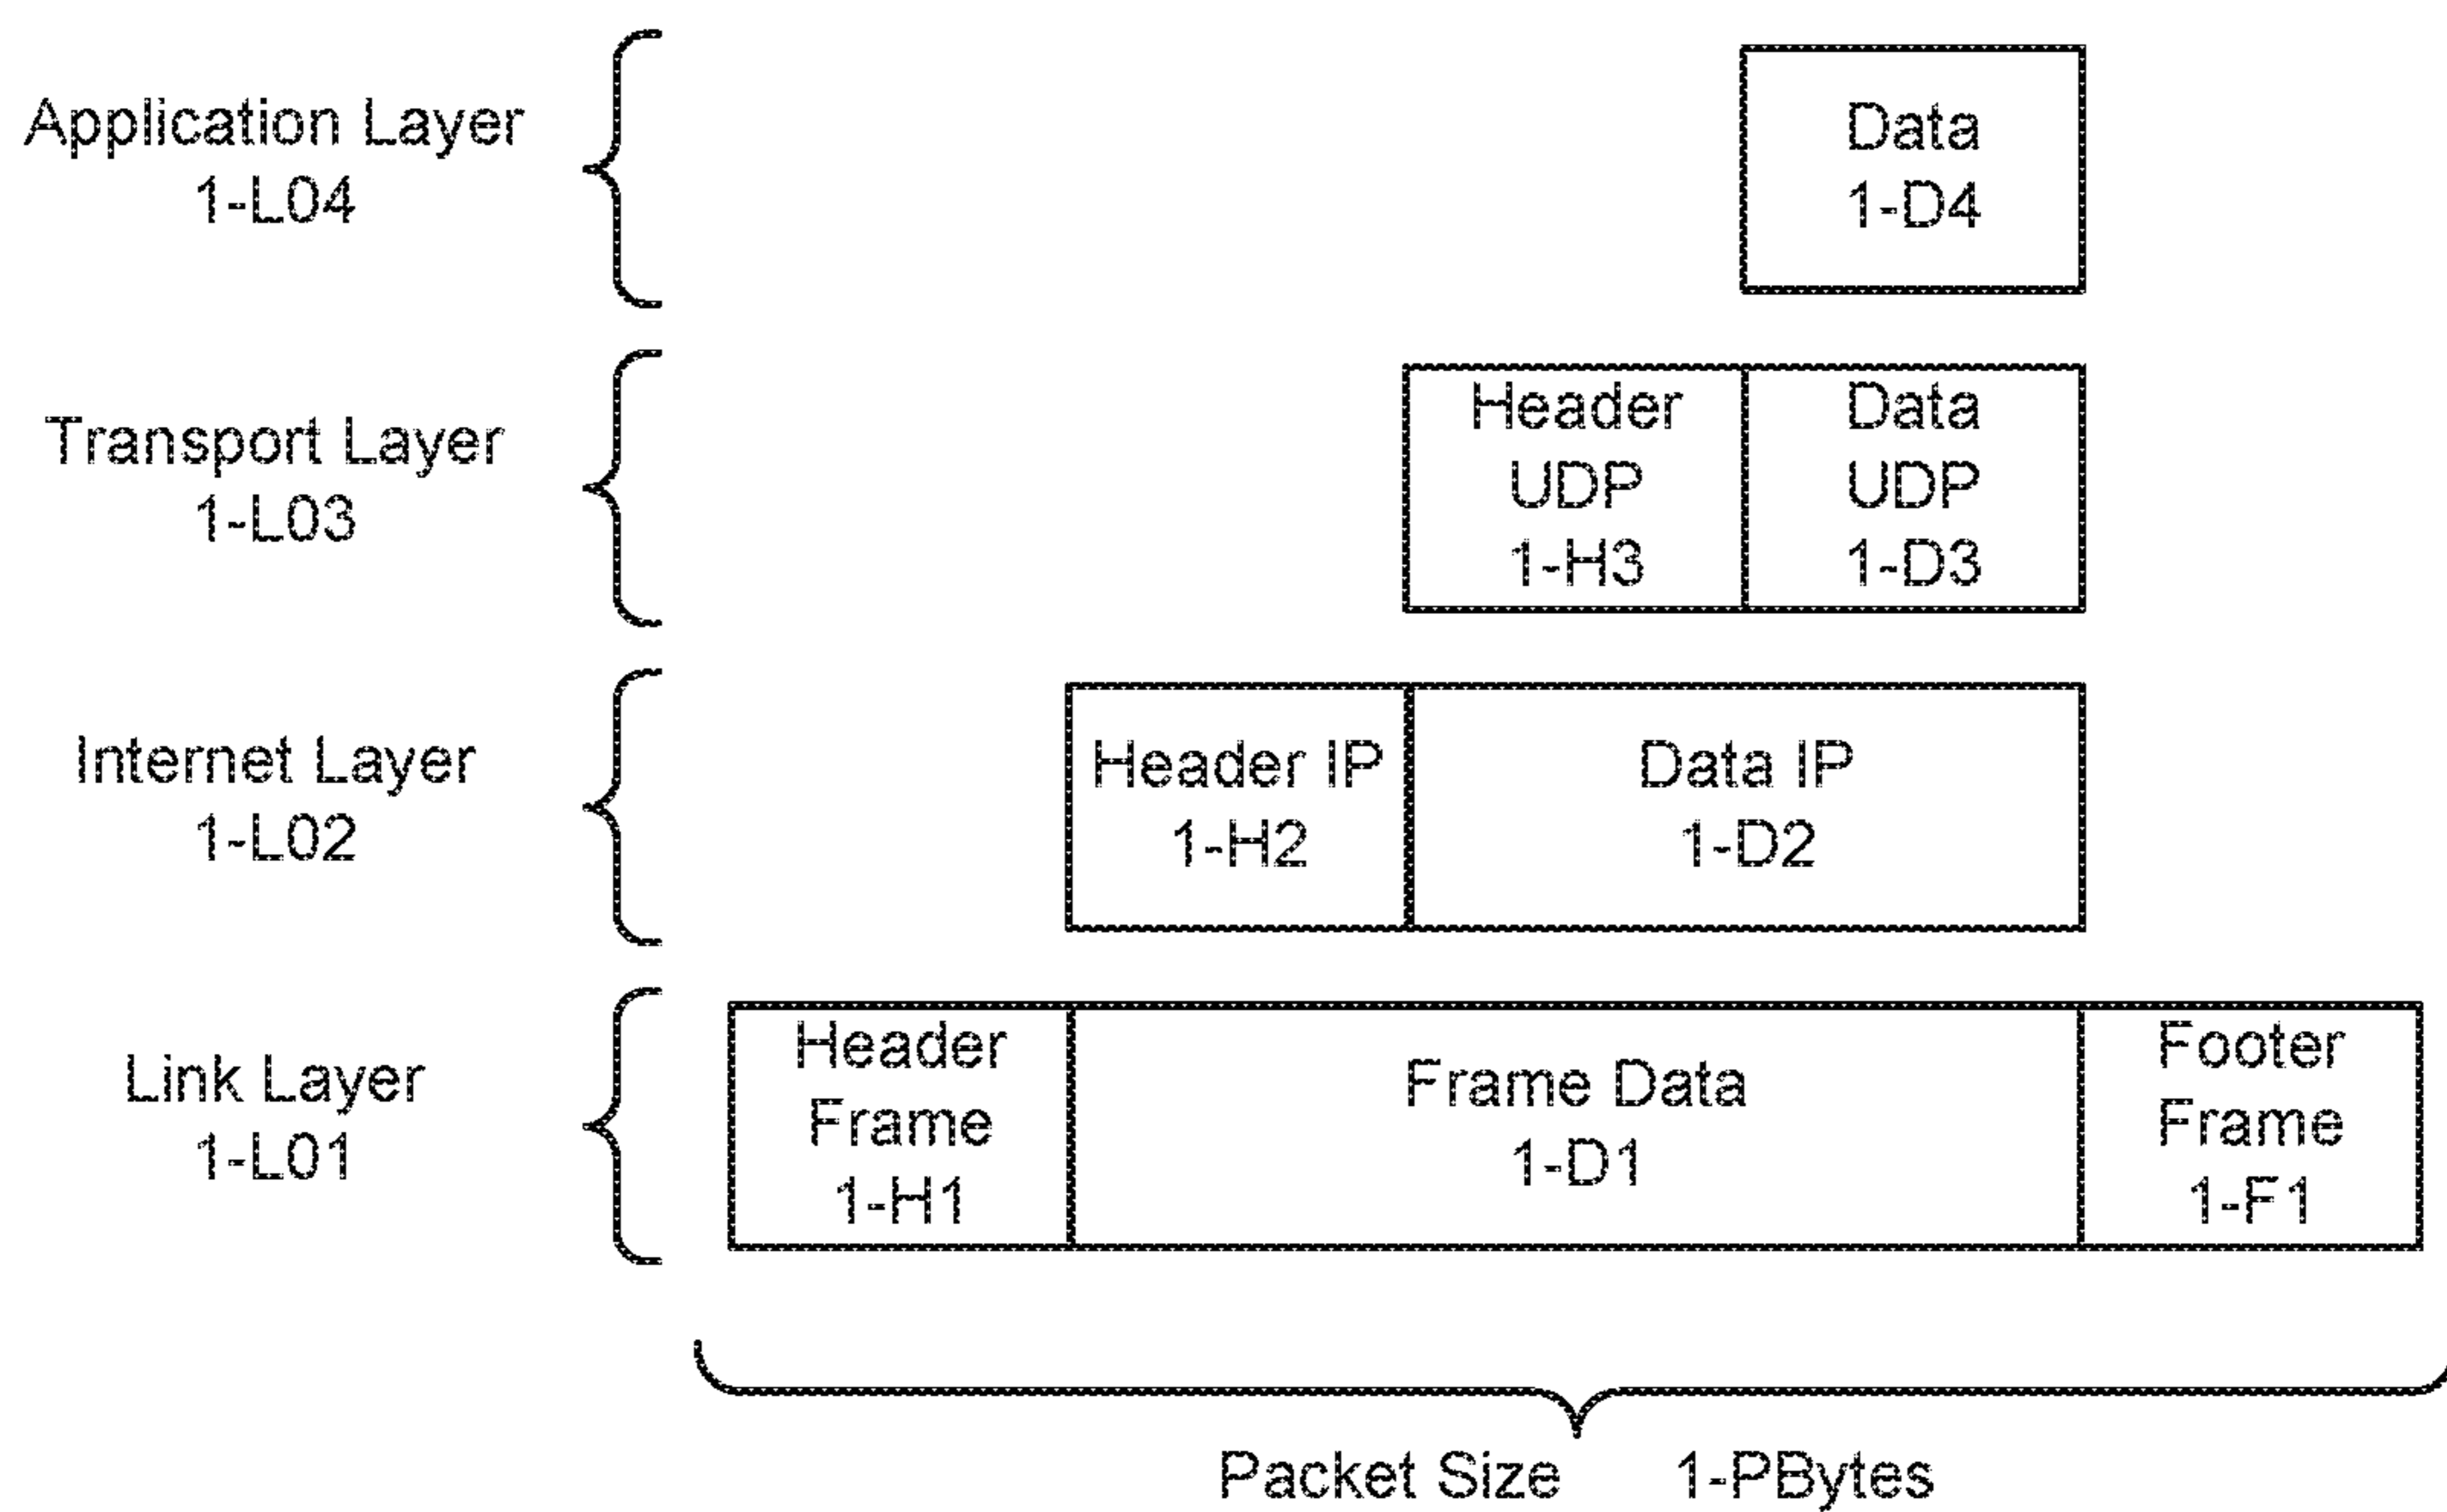 Application Layer
1-L04
Data
1-D4
Transport Layer
1-L03
Header
UDP
1-H3
Data
UDP
1-D3
Internet Layer
1-L02
Header IP
1-H2
Data IP
1-D2
Link Layer
1-L01
Header
Frame
1-H1
Frame Data
1-D1
Footer
Frame
1-F1
Packet Size 1-PBytes